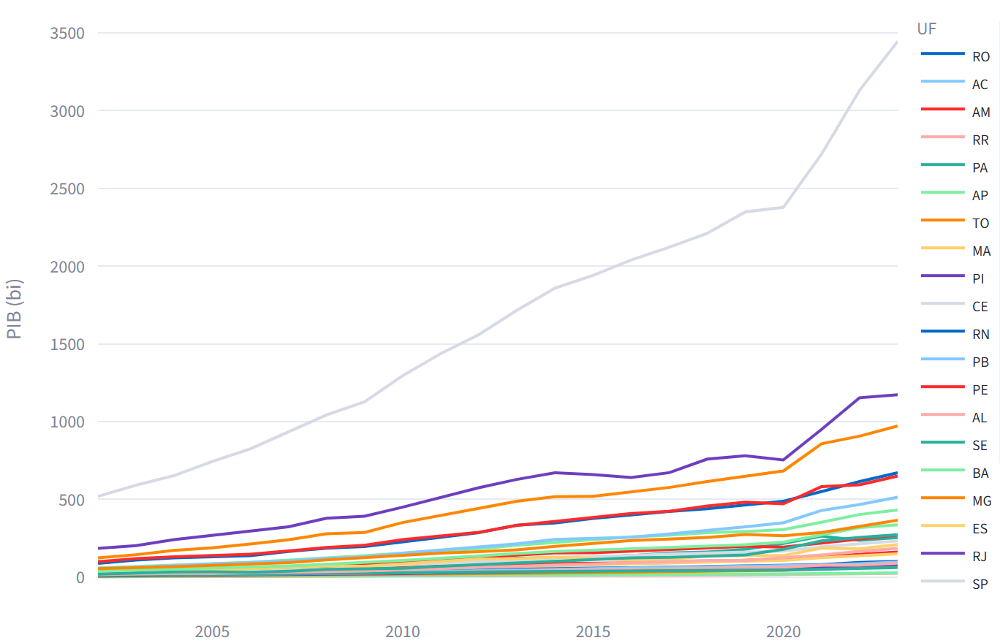 3500
3000
2500
2000
1500
1000
500
0
PIB (bi)
2005
2010
2015
2020
UF
RO
AC
AM
RR
PA
AP
TO
MA
PI
CE
RN
PB
PE
AL
SE
BA
MG
ES
RJ
SP